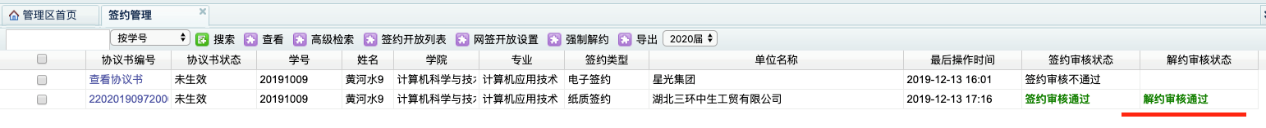 管理区首页 签约管理
按学号 搜索 查看 高级检索 签约开放列表 网签开放设置 强制解约 导出 2020届
协议书编号 协议书状态 学号 姓名 学院 专业 签约类型 单位名称 最后操作时间 签约审核状态 解约审核状态
查看协议书 未生效 20191009 黄河水9 计算机科学与技 计算机应用技术 电子签约 星光集团 2019-12-13 16:01 签约审核不通过
2202019097200 未生效 20191009 黄河水9 计算机科学与技 计算机应用技术 纸质签约 湖北三环中生工贸有限公司 2019-12-13 17:16 签约审核通过 解约审核通过